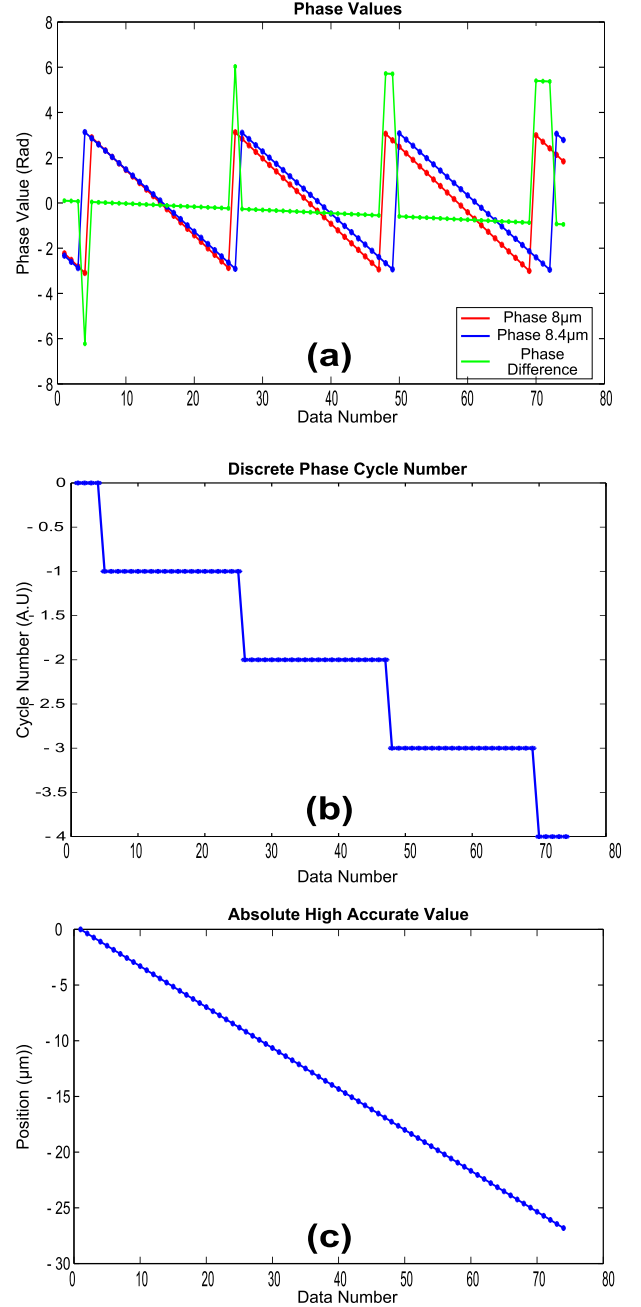 Phase Values
8
6
4
2
0
- 2
- 4
- 6
- 8
Phase Value (Rad)
Phase 8µm
Phase 8.4µm
Phase
Difference
(a)
0 10 20 30 40 50 60 70 80
Data Number
Discrete Phase Cycle Number
0
- 0.5
-1
- 1.5
- 2
- 2.5
- 3
-3.5
- 4
Cycle Number (A.U))
(b)
0 10 20 30 40 50 60 70 80
Data Number
Absolute High Accurate Value
0
- 5
- 10
-15
- 20
- 25
- 30
Position (µm))
(c)
0 10 20 30 40 50 60 70 80
Data Number